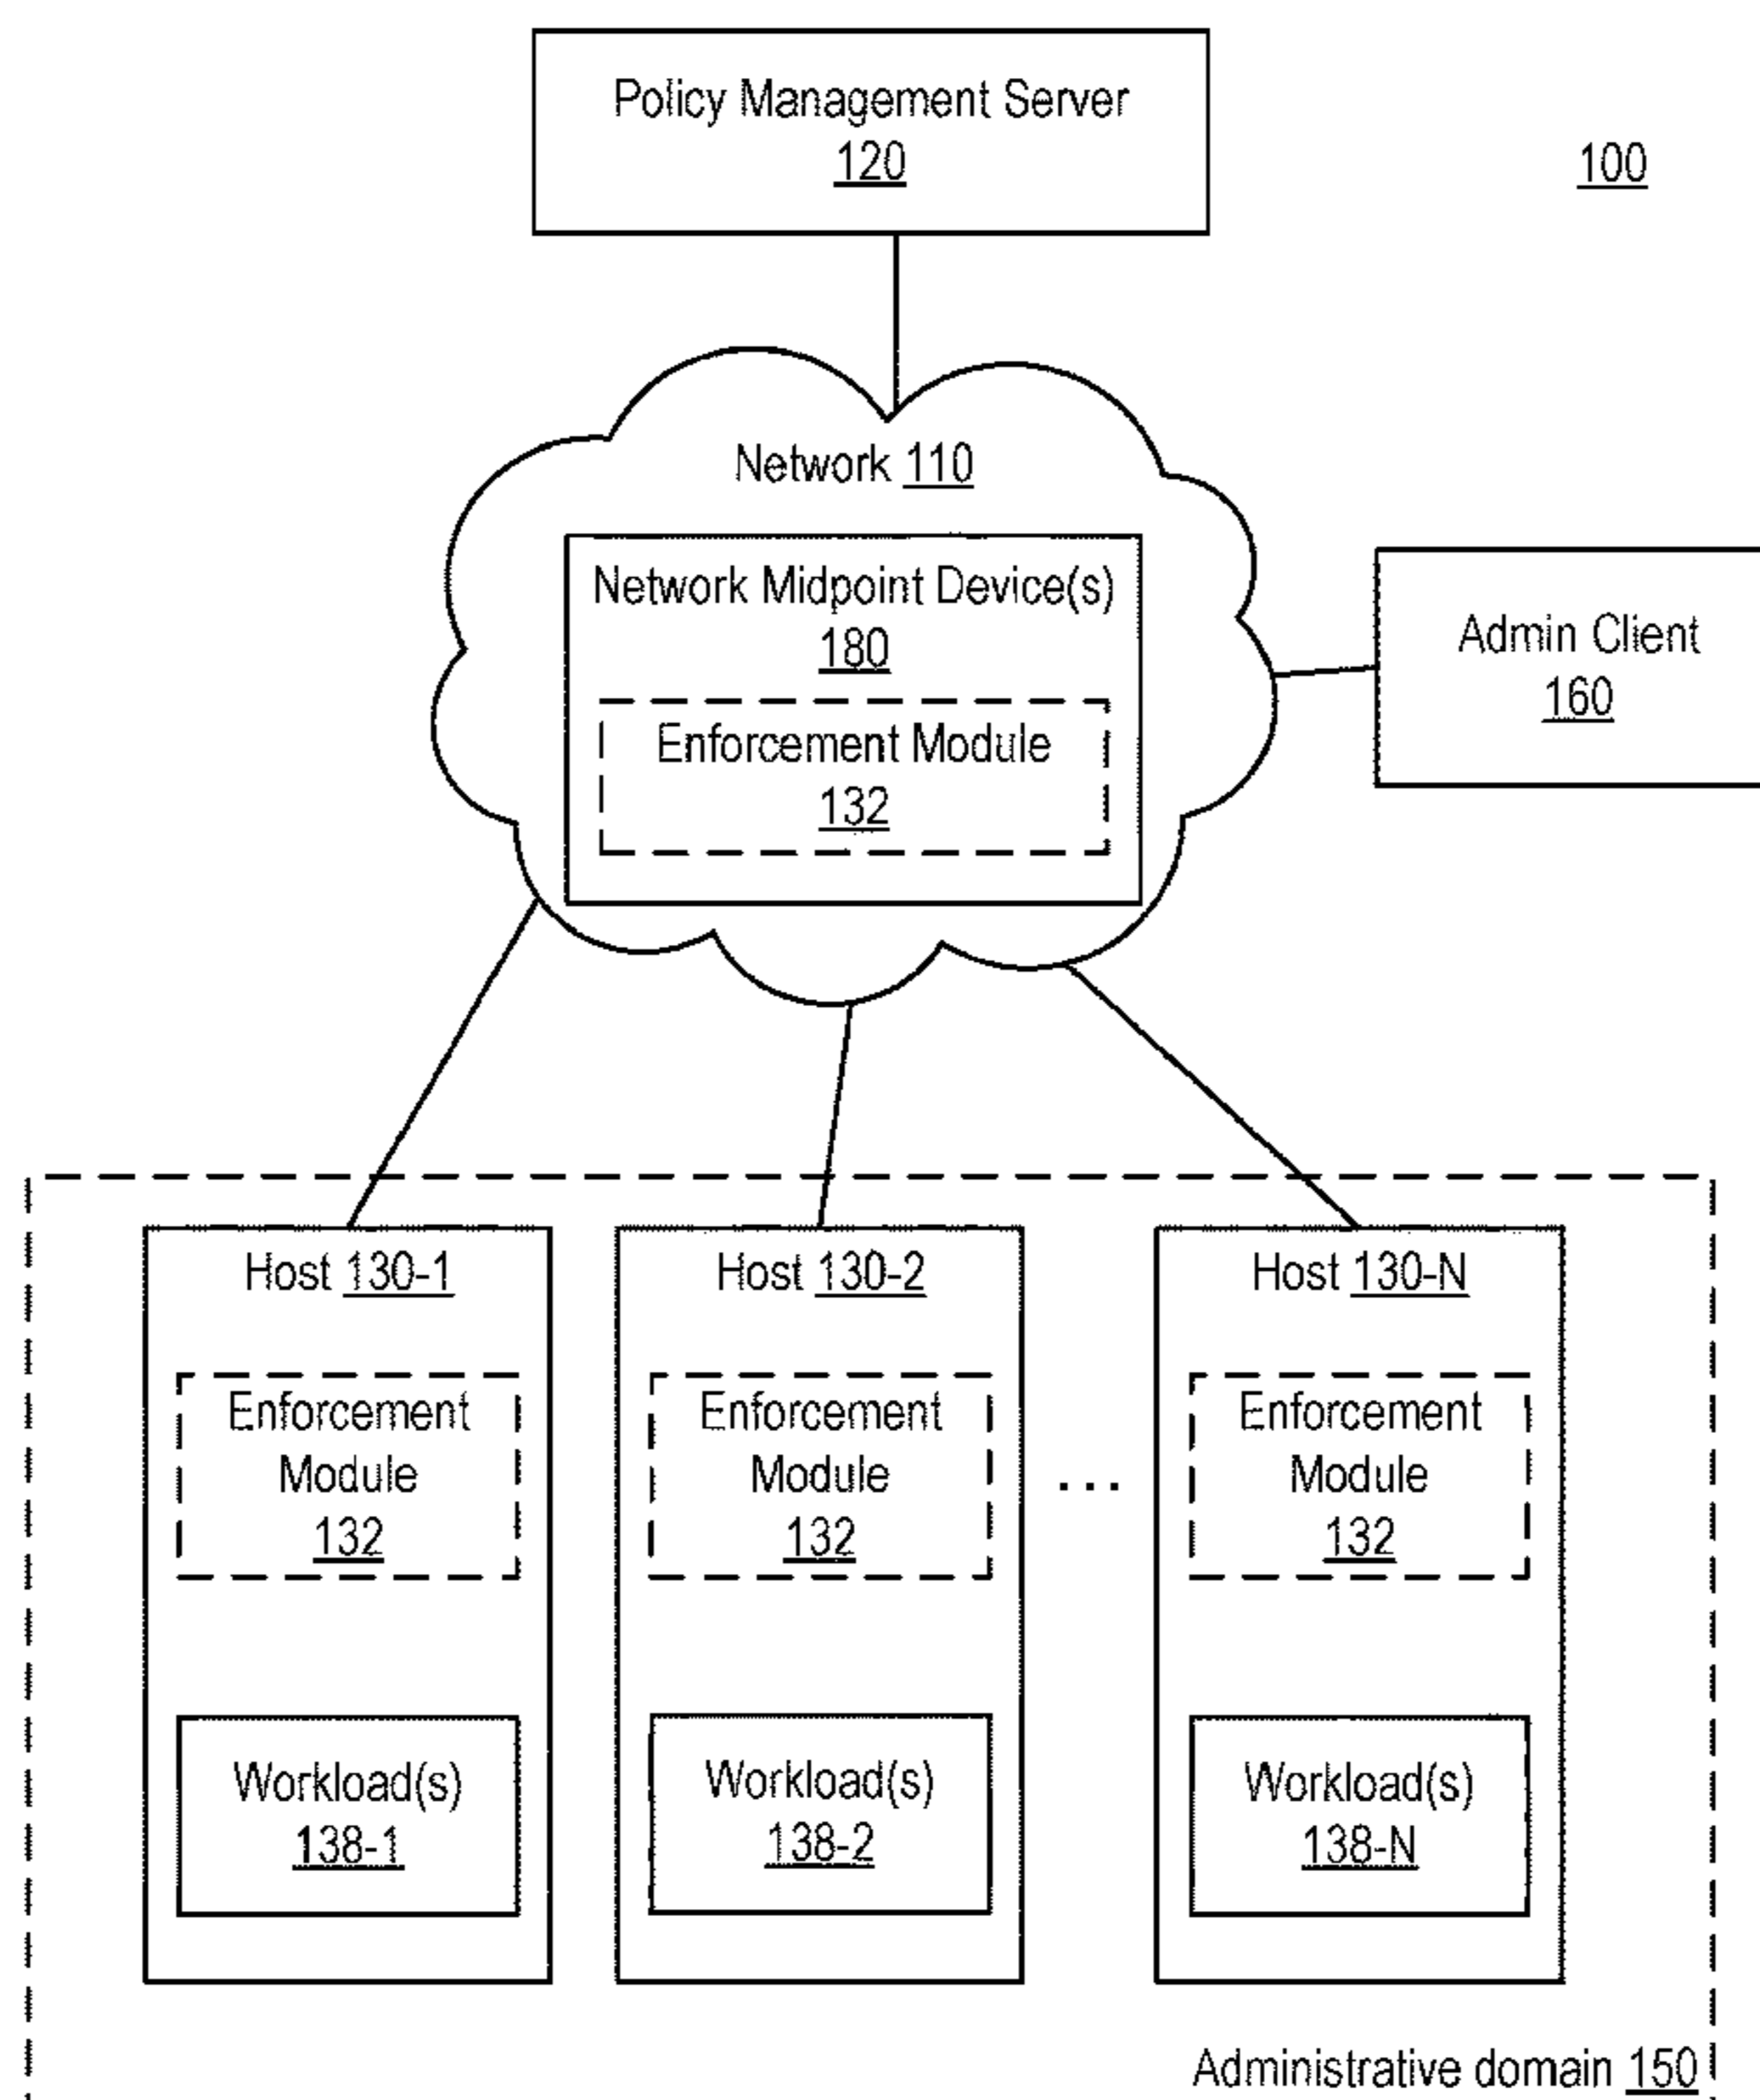 Policy Management Server
120
100
Network 110
Network Midpoint Device(s)
180
Enforcement Module
132
Admin Client
160
Host 130-1
Enforcement
Module
132
Workload(s)
138-1
Host 130-2
Enforcement
Module
132
Workload(s)
138-2
...
Host 130-N
Enforcement
Module
132
Workload(s)
138-N
Administrative domain 150